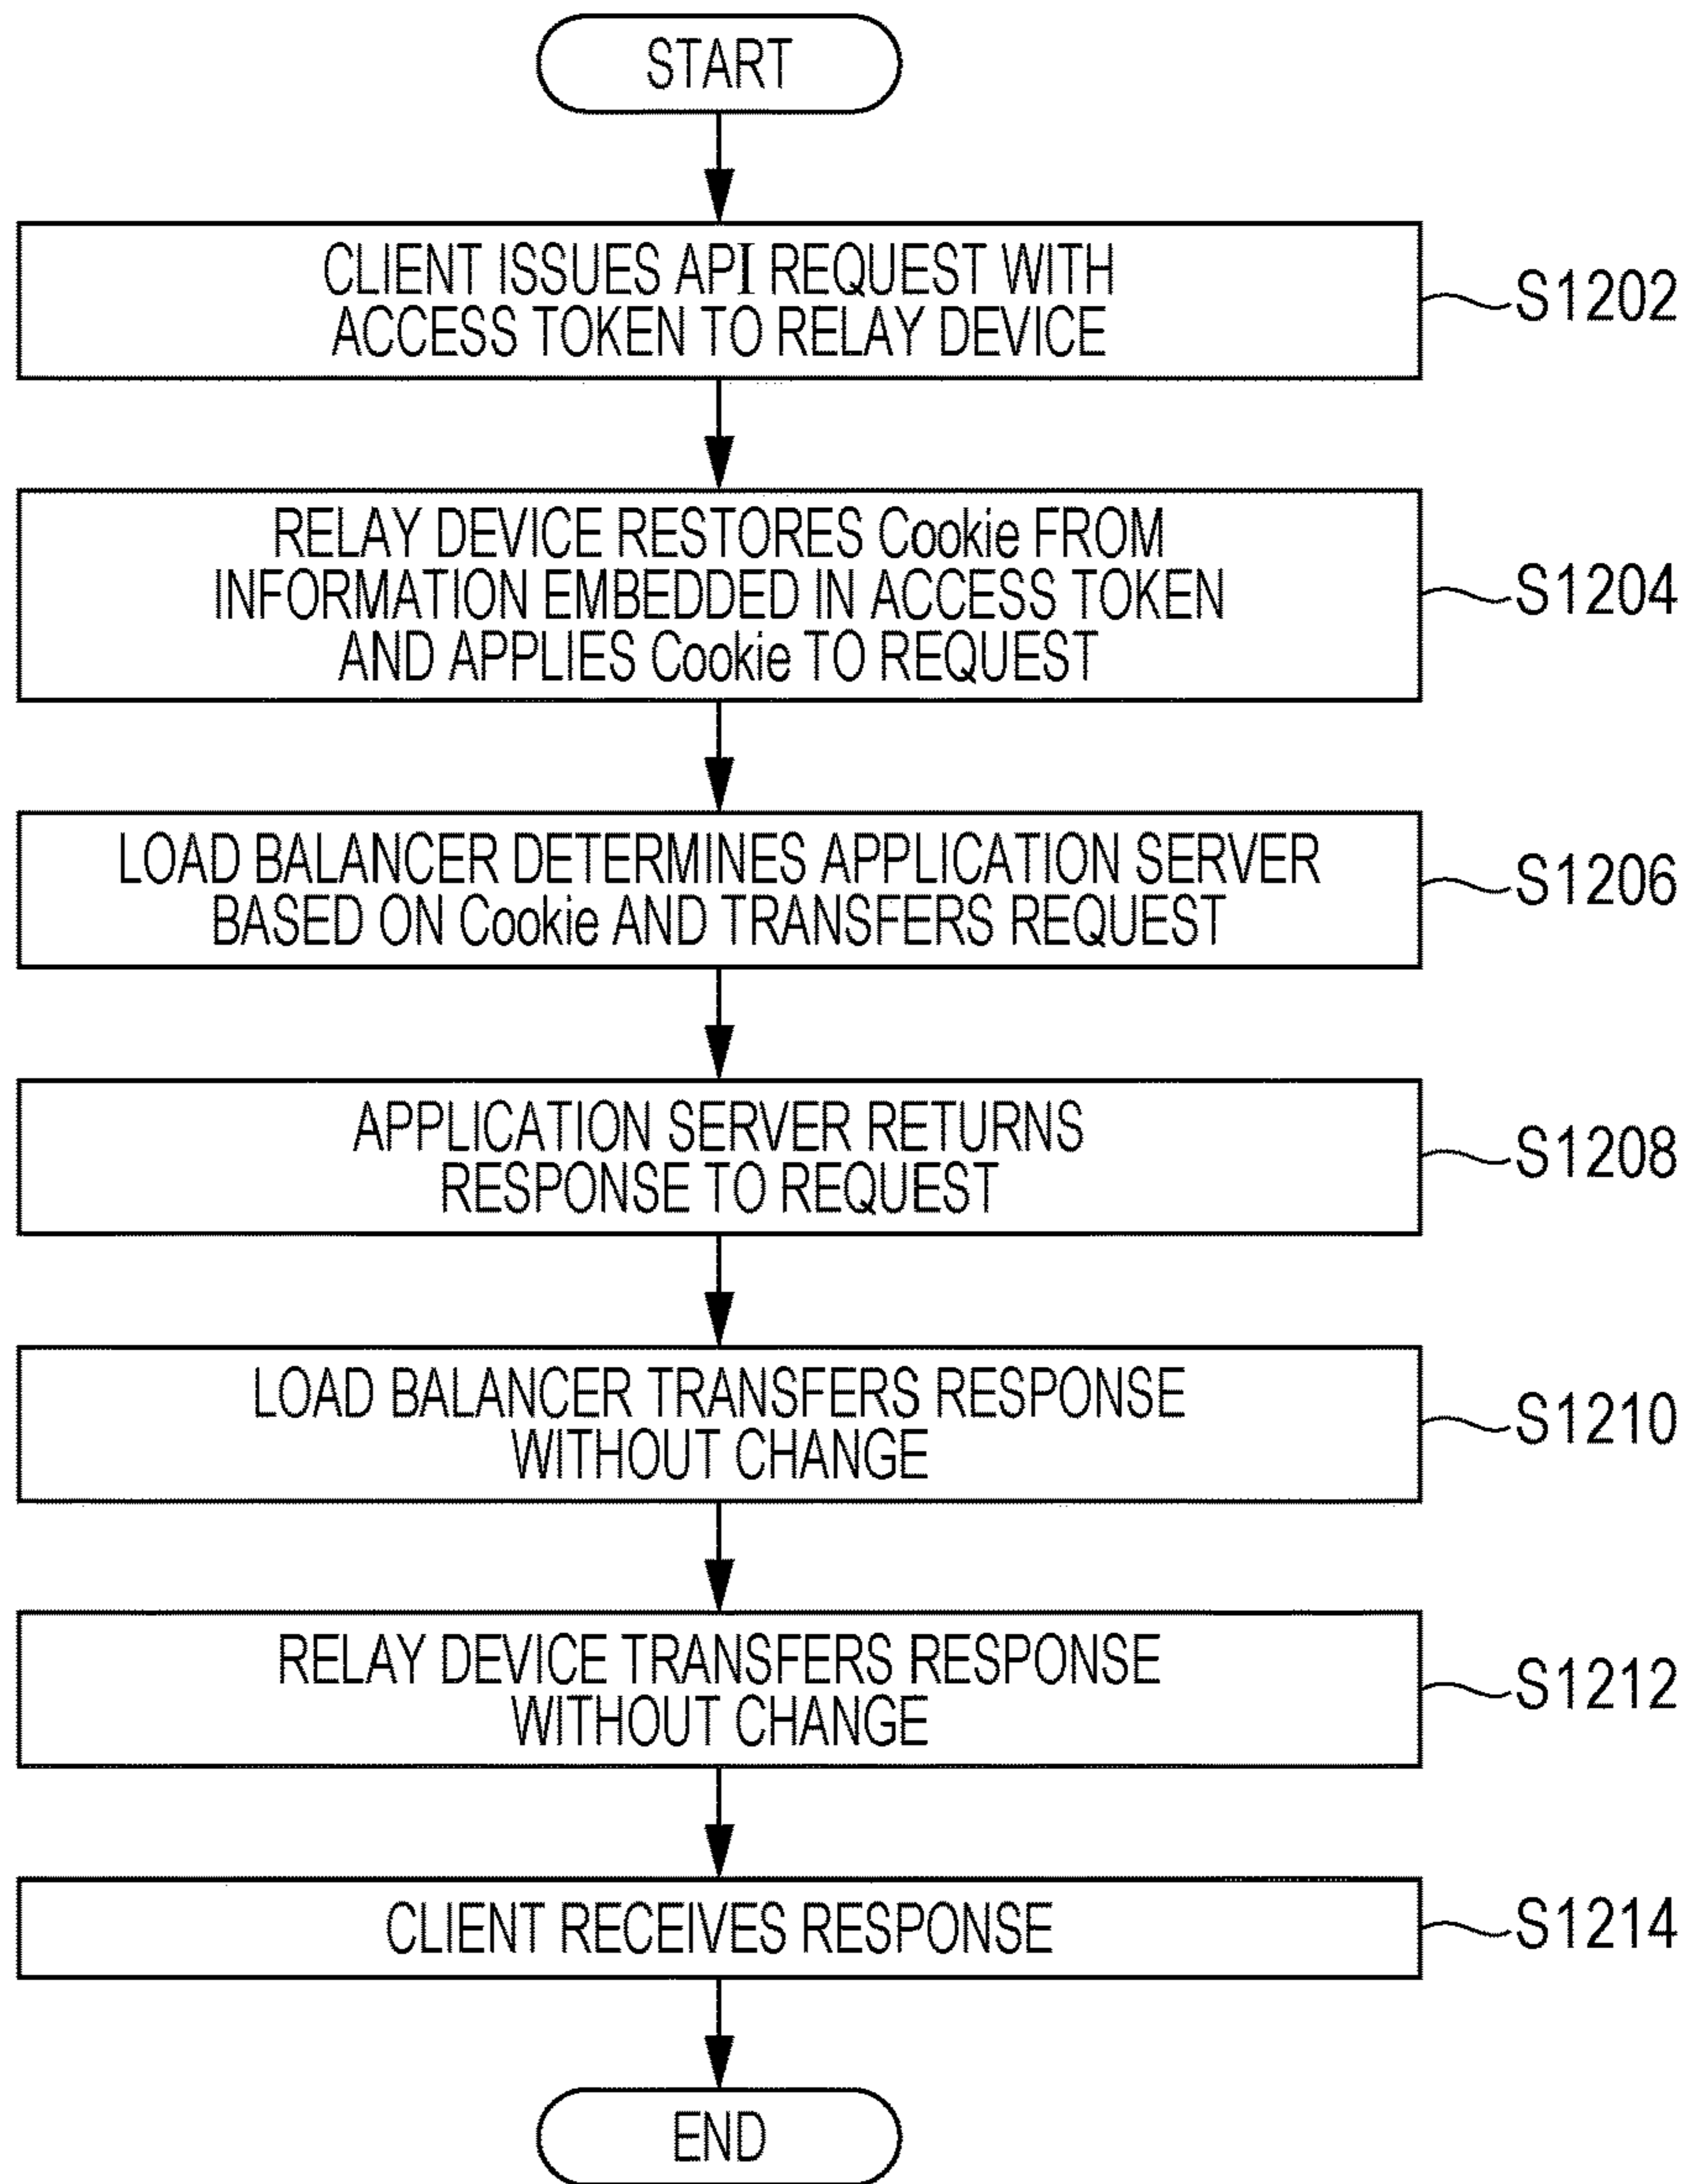 START
CLIENT ISSUES API REQUEST WITH
ACCESS TOKEN TO RELAY DEVICE
S1202
RELAY DEVICE RESTORES Cookie FROM
INFORMATION EMBEDDED IN ACCESS TOKEN
AND APPLIES Cookie TO REQUEST
S1204
LOAD BALANCER DETERMINES APPLICATION SERVER
BASED ON Cookie AND TRANSFERS REQUEST
S1206
APPLICATION SERVER RETURNS
RESPONSE TO REQUEST
S1208
LOAD BALANCER TRANSFERS RESPONSE
WITHOUT CHANGE
S1210
RELAY DEVICE TRANSFERS RESPONSE
WITHOUT CHANGE
S1212
CLIENT RECEIVES RESPONSE
S1214
END